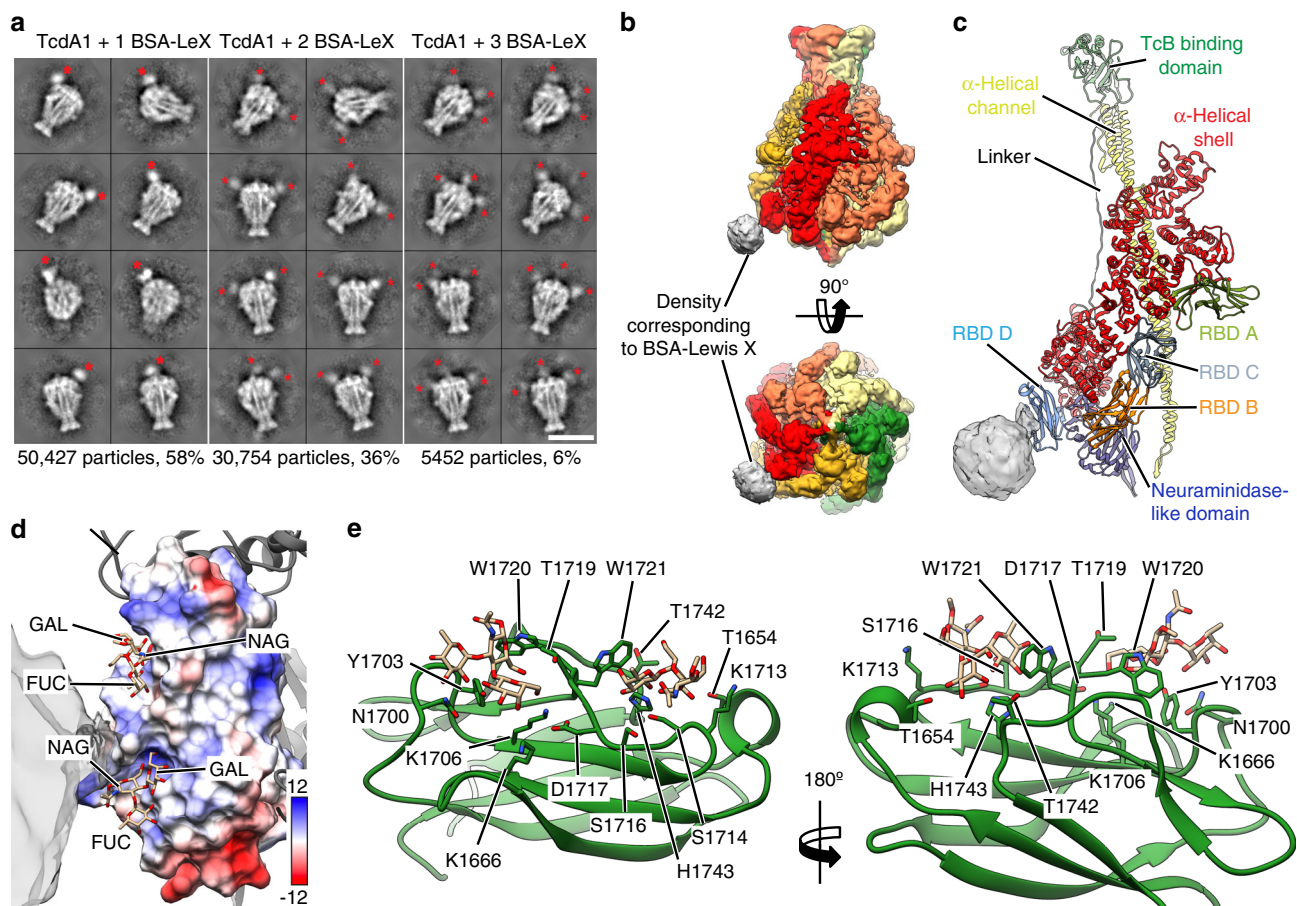 a
TcdA1 + 1 BSA-LeX
TcdA1 + 2 BSA-LeX
TcdA1 + 3 BSA-LeX
50,427 particles, 58%
30,754 particles, 36%
5452 particles, 6%
b
90°
Density
corresponding
to BSA-Lewis X
c
TcB binding
domain
α-Helical
channel
α-Helical
shell
Linker
RBD A
RBD D
RBD C
RBD B
Neuraminidase-
like domain
d
GAL
NAG
FUC
NAG
GAL
FUC
12
-12
e
W1720
T1719
W1721
T1742
T1654
K1713
Y1703
N1700
K1706
D1717
S1716
S1714
K1666
H1743
180º
W1721
D1717
T1719
W1720
S1716
K1713
Y1703
N1700
T1654
K1666
H1743
K1706
T1742